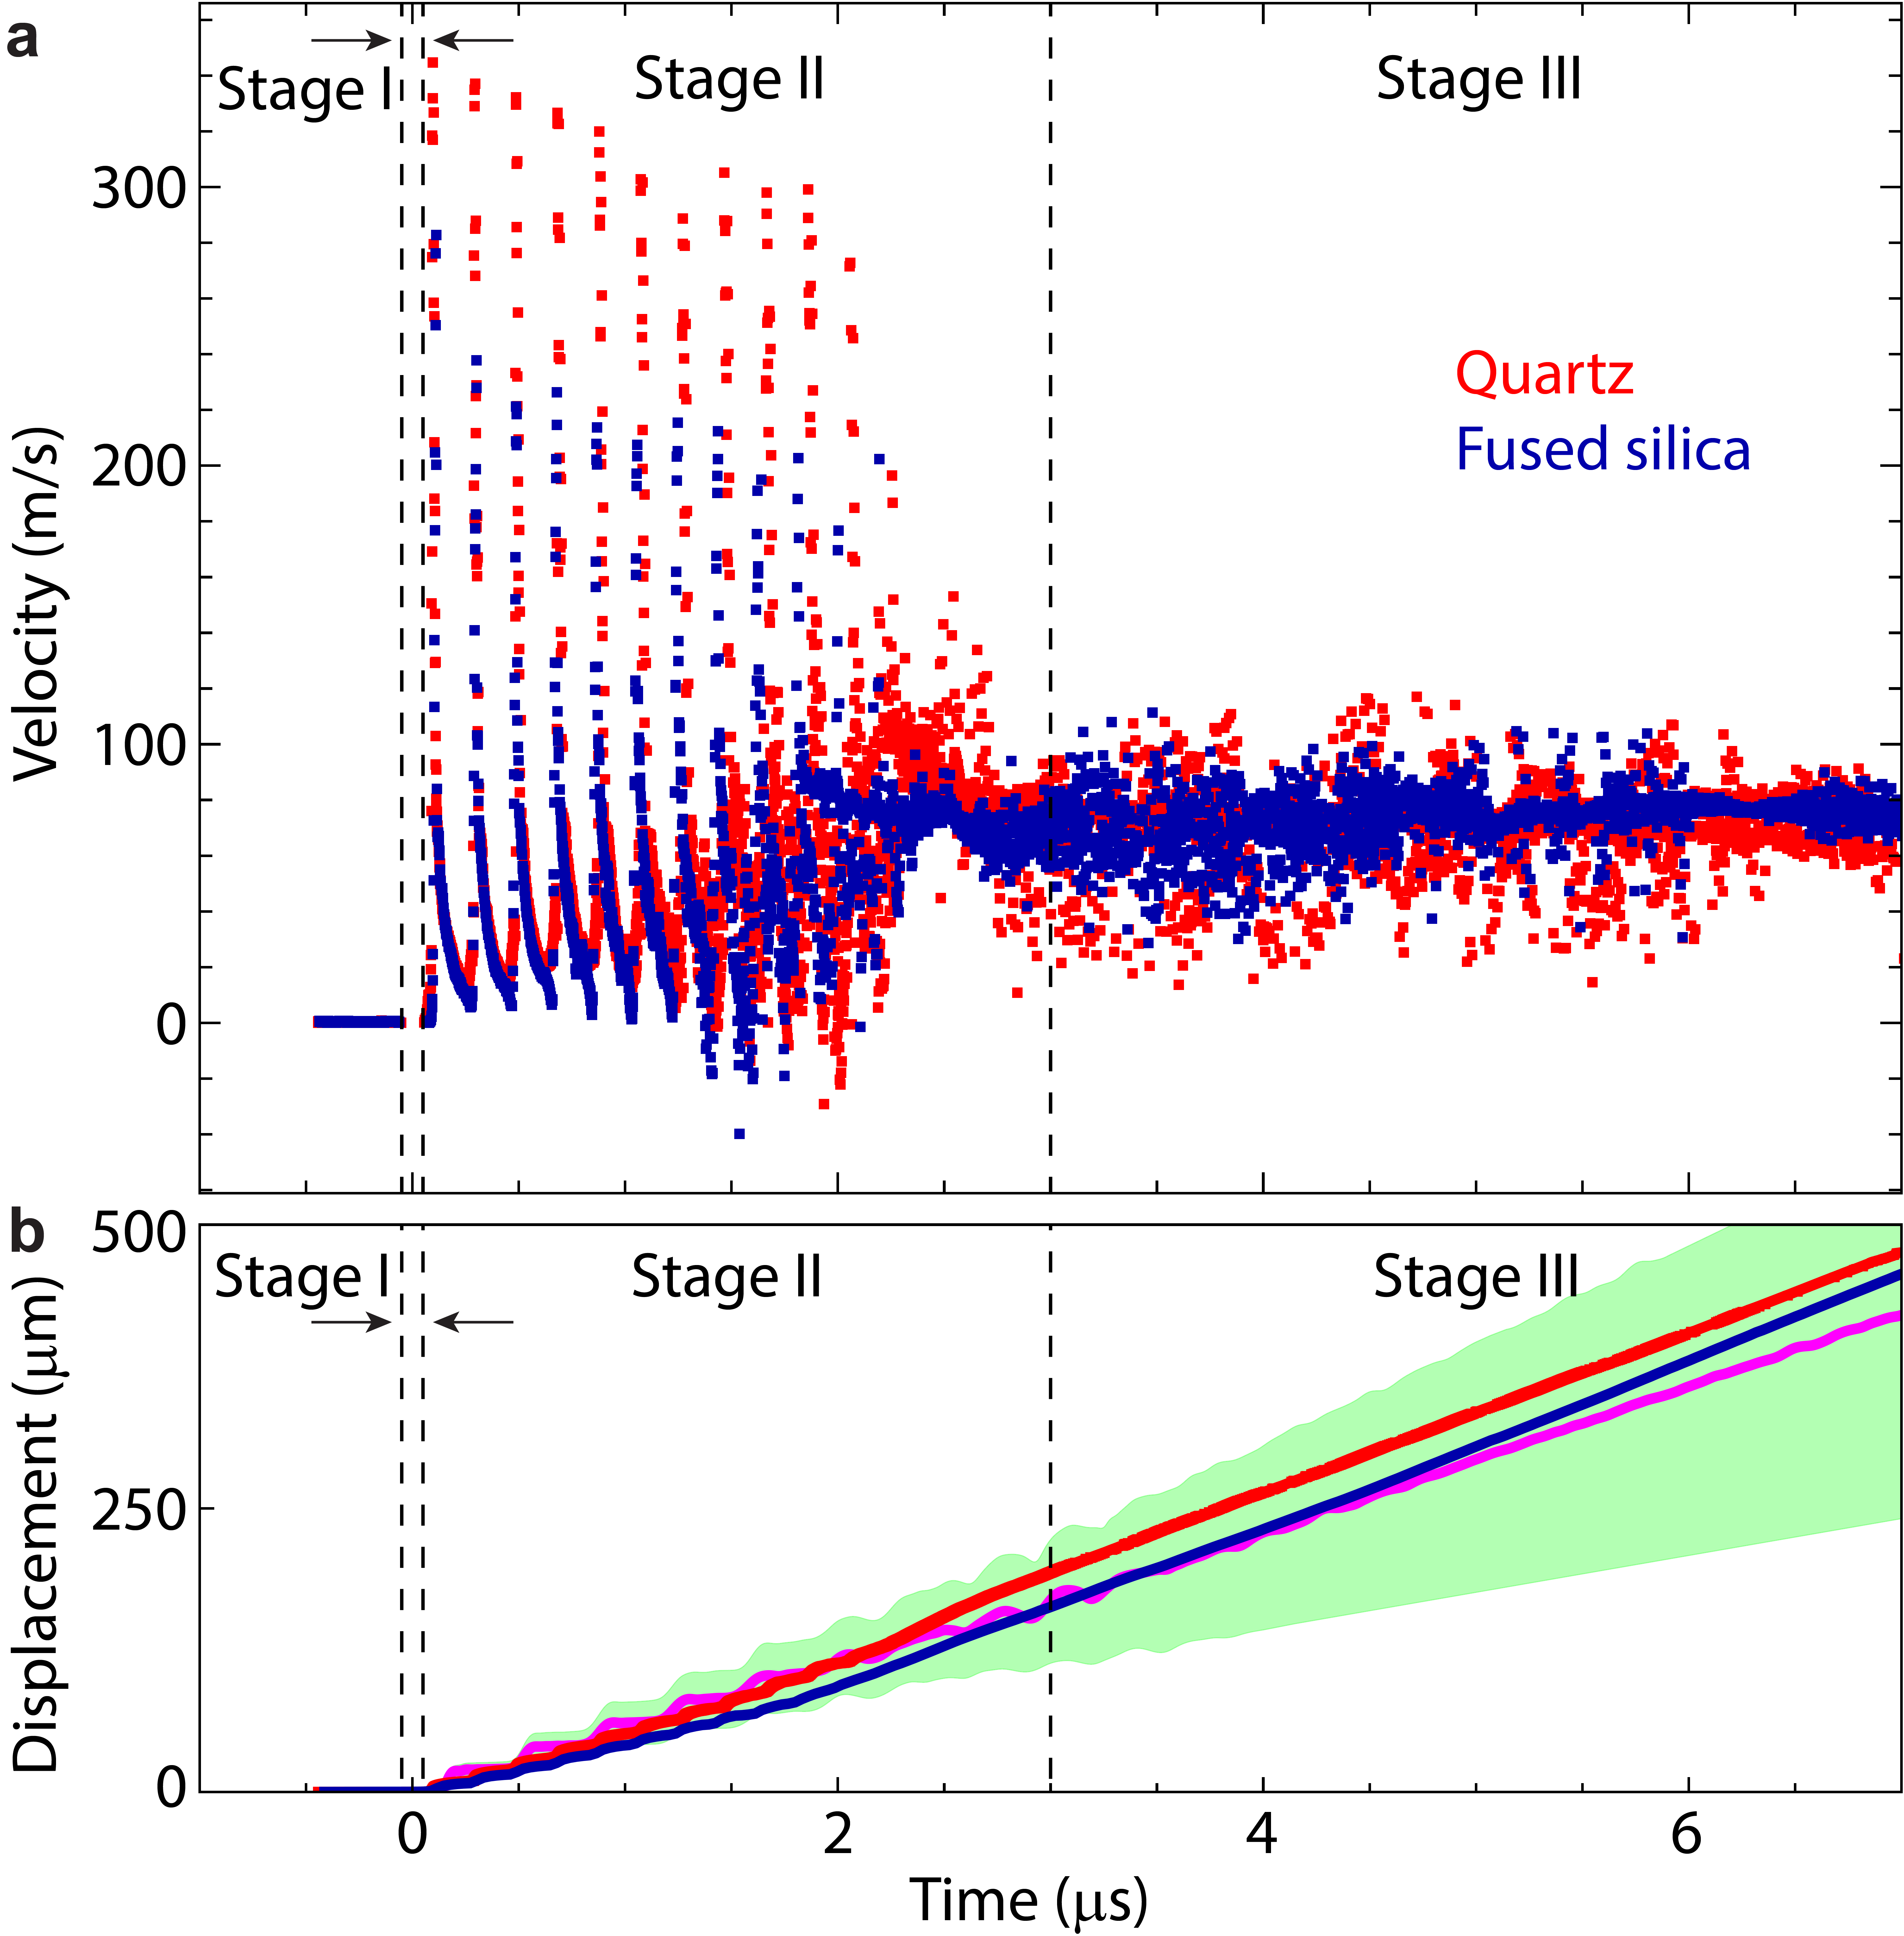 a
Stage I
Stage II
Stage III
300
200
100
0
Velocity (m/s)
Quartz
Fused silica
b
500
250
0
Displacement (μm)
Stage I
Stage II
Stage III
0 2 4 6
Time (μs)